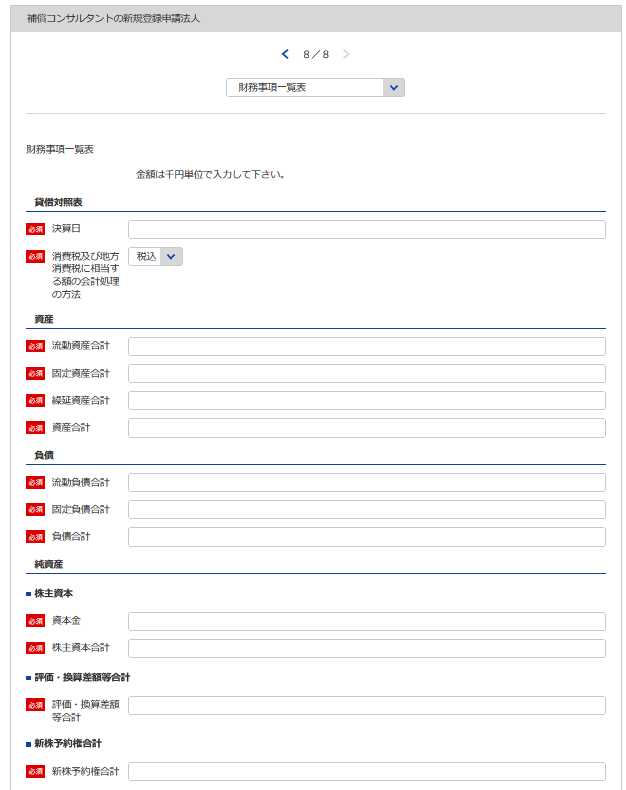 補償コンサルタントの新規登録申請法人
8／8
財務事項一覧表
財務事項一覧表
金額は千円単位で入力して下さい。
貸借対照表
必須 決算日
必須 消費税及び地方 税込
消費税に相当す
る額の会計処理
の方法
資産
必須 流動資産合計
必須 固定資産合計
必須 繰延資産合計
必須 資産合計
負債
必須 流動負債合計
必須 固定負債合計
必須 負債合計
純資産
株主資本
必須 資本金
必須 株主資本合計
評価・換算差額等合計
必須 評価・換算差額
等合計
新株予約権合計
必須 新株予約権合計